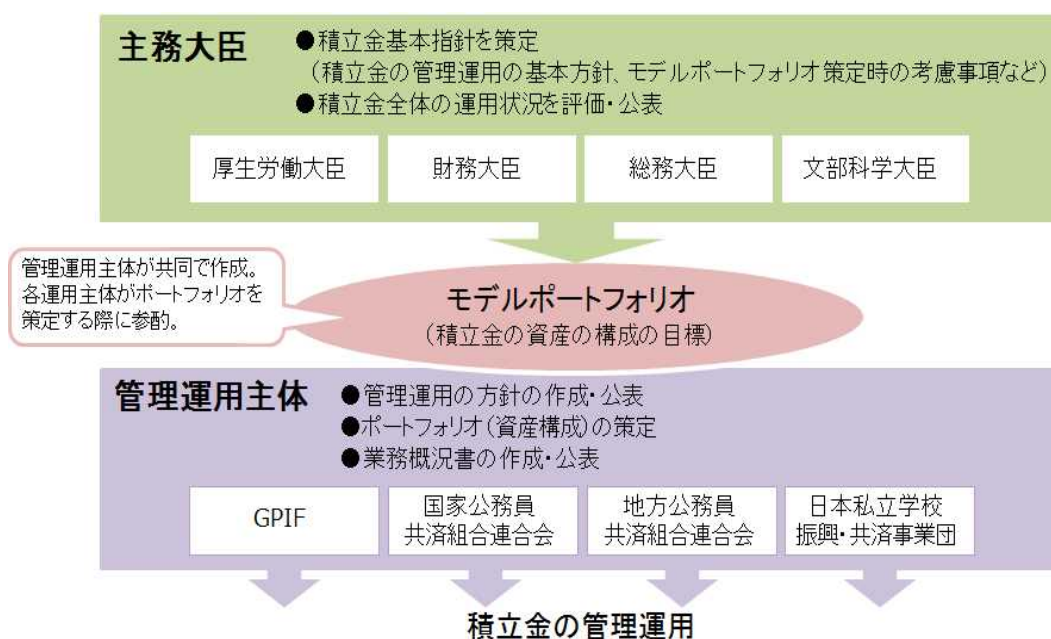 主務大臣
●積立金基本指針を策定
（積立金の管理運用の基本方針、モデルポートフォリオ策定時の考慮事項など）
●積立金全体の運用状況を評価・公表
厚生労働大臣
財務大臣
総務大臣
文部科学大臣
管理運用主体が共同で作成。
各運用主体がポートフォリオを
策定する際に参酌。
モデルポートフォリオ
（積立金の資産の構成の目標）
管理運用主体
●管理運用の方針の作成・公表
●ポートフォリオ（資産構成）の策定
●業務概況書の作成・公表
GPIF
国家公務員
共済組合連合会
地方公務員
共済組合連合会
日本私立学校
振興・共済事業団
積立金の管理運用